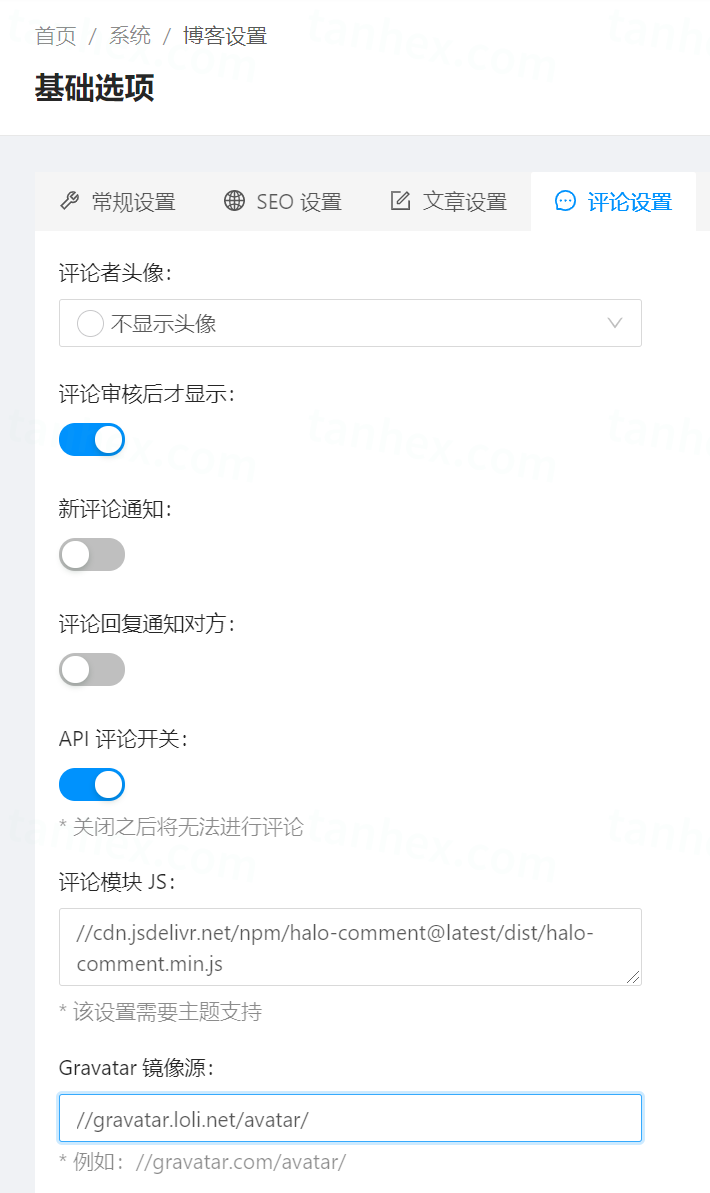 首页 / 系统 / 博客设置
基础选项
常规设置 SEO 设置 文章设置 评论设置
评论者头像：
不显示头像
评论审核后才显示：
新评论通知：
评论回复通知对方：
API 评论开关：
* 关闭之后将无法进行评论
评论模块 JS：
//cdn.jsdelivr.net/npm/halo-comment@latest/dist/halo-
comment.min.js
* 该设置需要主题支持
Gravatar 镜像源：
//gravatar.loli.net/avatar/
* 例如：//gravatar.com/avatar/
tanhex.com